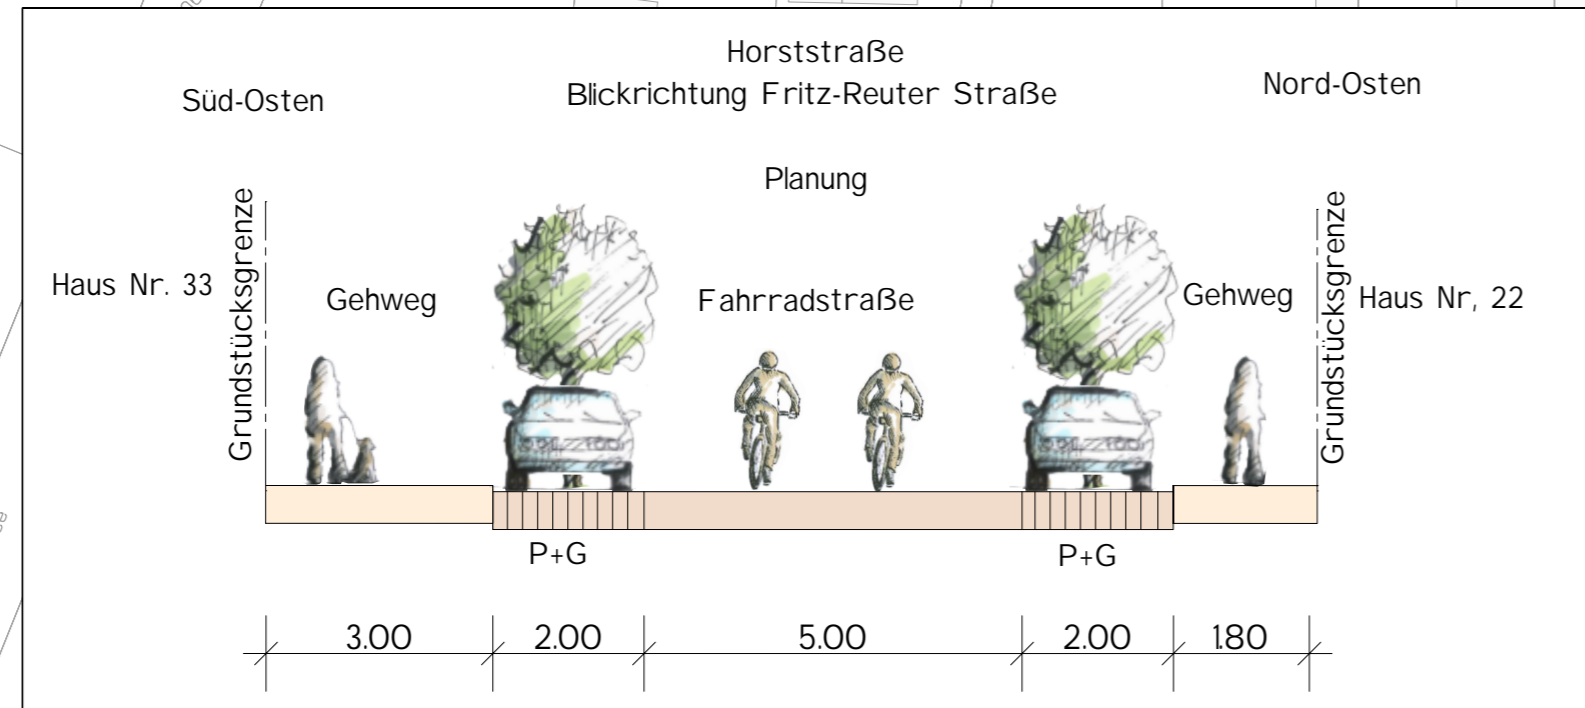 Horststraße
Blickrichtung Fritz-Reuter Straße
Süd-Osten
Nord-Osten
Planung
Haus Nr. 33
Grundstücksgrenze
Gehweg
Fahrradstraße
Gehweg
Grundstücksgrenze
Haus Nr, 22
P+G
P+G
3.00
2.00
5.00
2.00
1.80